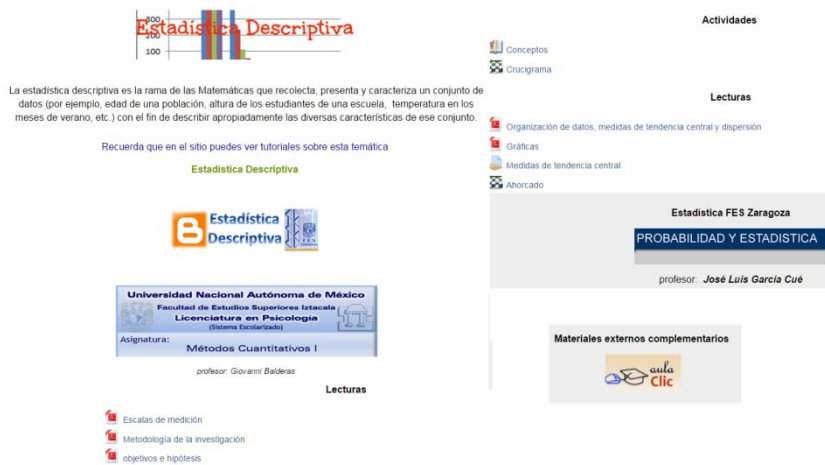 300
200
100
Estadística Descriptiva
La estadística descriptiva es la rama de las Matemáticas que recolecta, presenta y caracteriza un conjunto de
datos (por ejemplo, edad de una población, altura de los estudiantes de una escuela, temperatura en los
meses de verano, etc.) con el fin de describir apropiadamente las diversas características de ese conjunto.
Recuerda que en el sitio puedes ver tutoriales sobre esta temática
Estadística Descriptiva
Estadística
Descriptiva
FES
Universidad Nacional Autónoma de México
Facultad de Estudios Superiores Iztacala
Licenciatura en Psicología
(Sistema Escolarizado)
Asignatura:
Métodos Cuantitativos I
profesor: Giovanni Balderas
Lecturas
Escalas de medición
Metodología de la investigación
objetivos e hipótesis
Actividades
Conceptos
Crucigrama
Lecturas
Organización de datos, medidas de tendencia central y dispersión
Gráficas
Medidas de tendencia central
Ahorcado
Estadística FES Zaragoza
PROBABILIDAD Y ESTADISTICA
profesor: José Luis García Cué
Materiales externos complementarios
aula
Clic